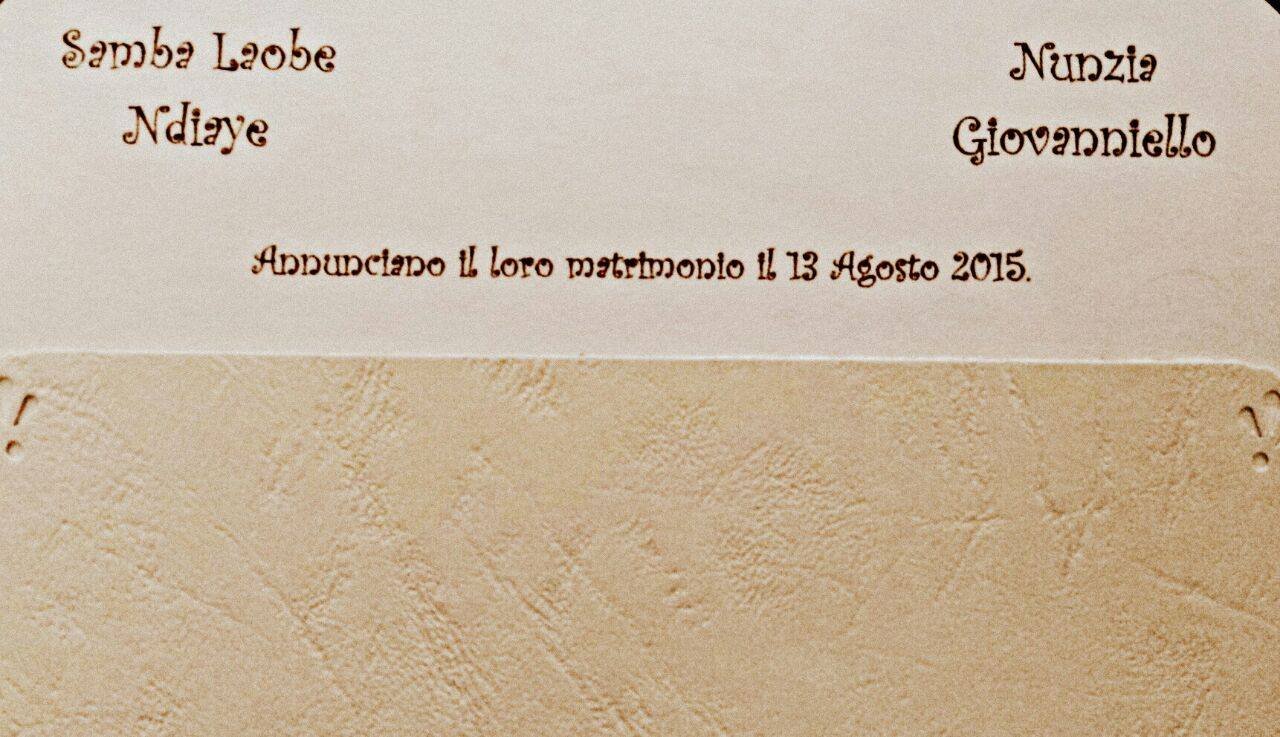 Samba Laobe
Ndiaye
Nunzia
Giovanniello
Annunciano il loro matrimonio il 13 Agosto 2015.